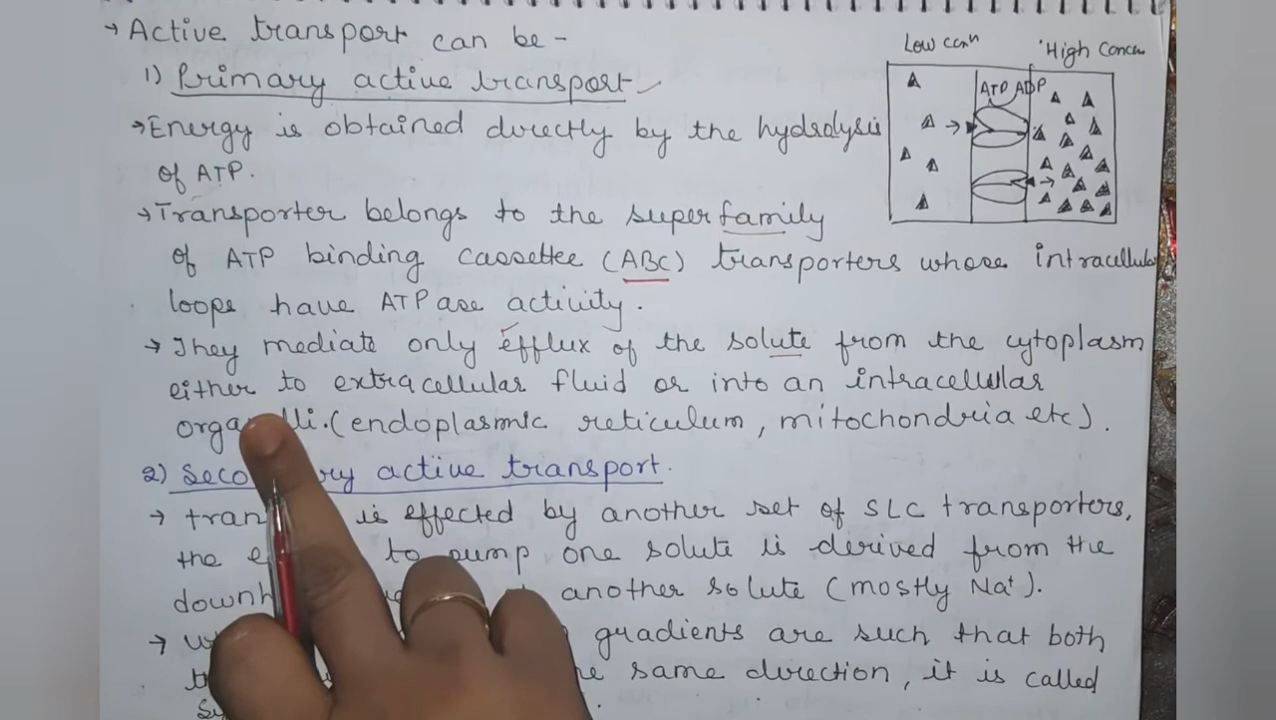 → Active transport can be -
1) Primary active transport
→ Energy is obtained directly by the hydrolysis
of ATP.
→ Transporter belongs to the super family
of ATP binding cassettee (ABC) transporters whose intracellular
loops have ATPase activity.
→ They mediate only efflux of the solute from the cytoplasm
either to extracellular fluid or into an intracellular
(endoplasmic reticulum, mitochondria etc).
2) active transport.
→ is effected by another set of SLC transporters,
the to pump one solute is derived from the
another solute (mostly Na⁺).
→ gradients are such that both
same direction, it is called
Low concn
High Concn
ATP ADP